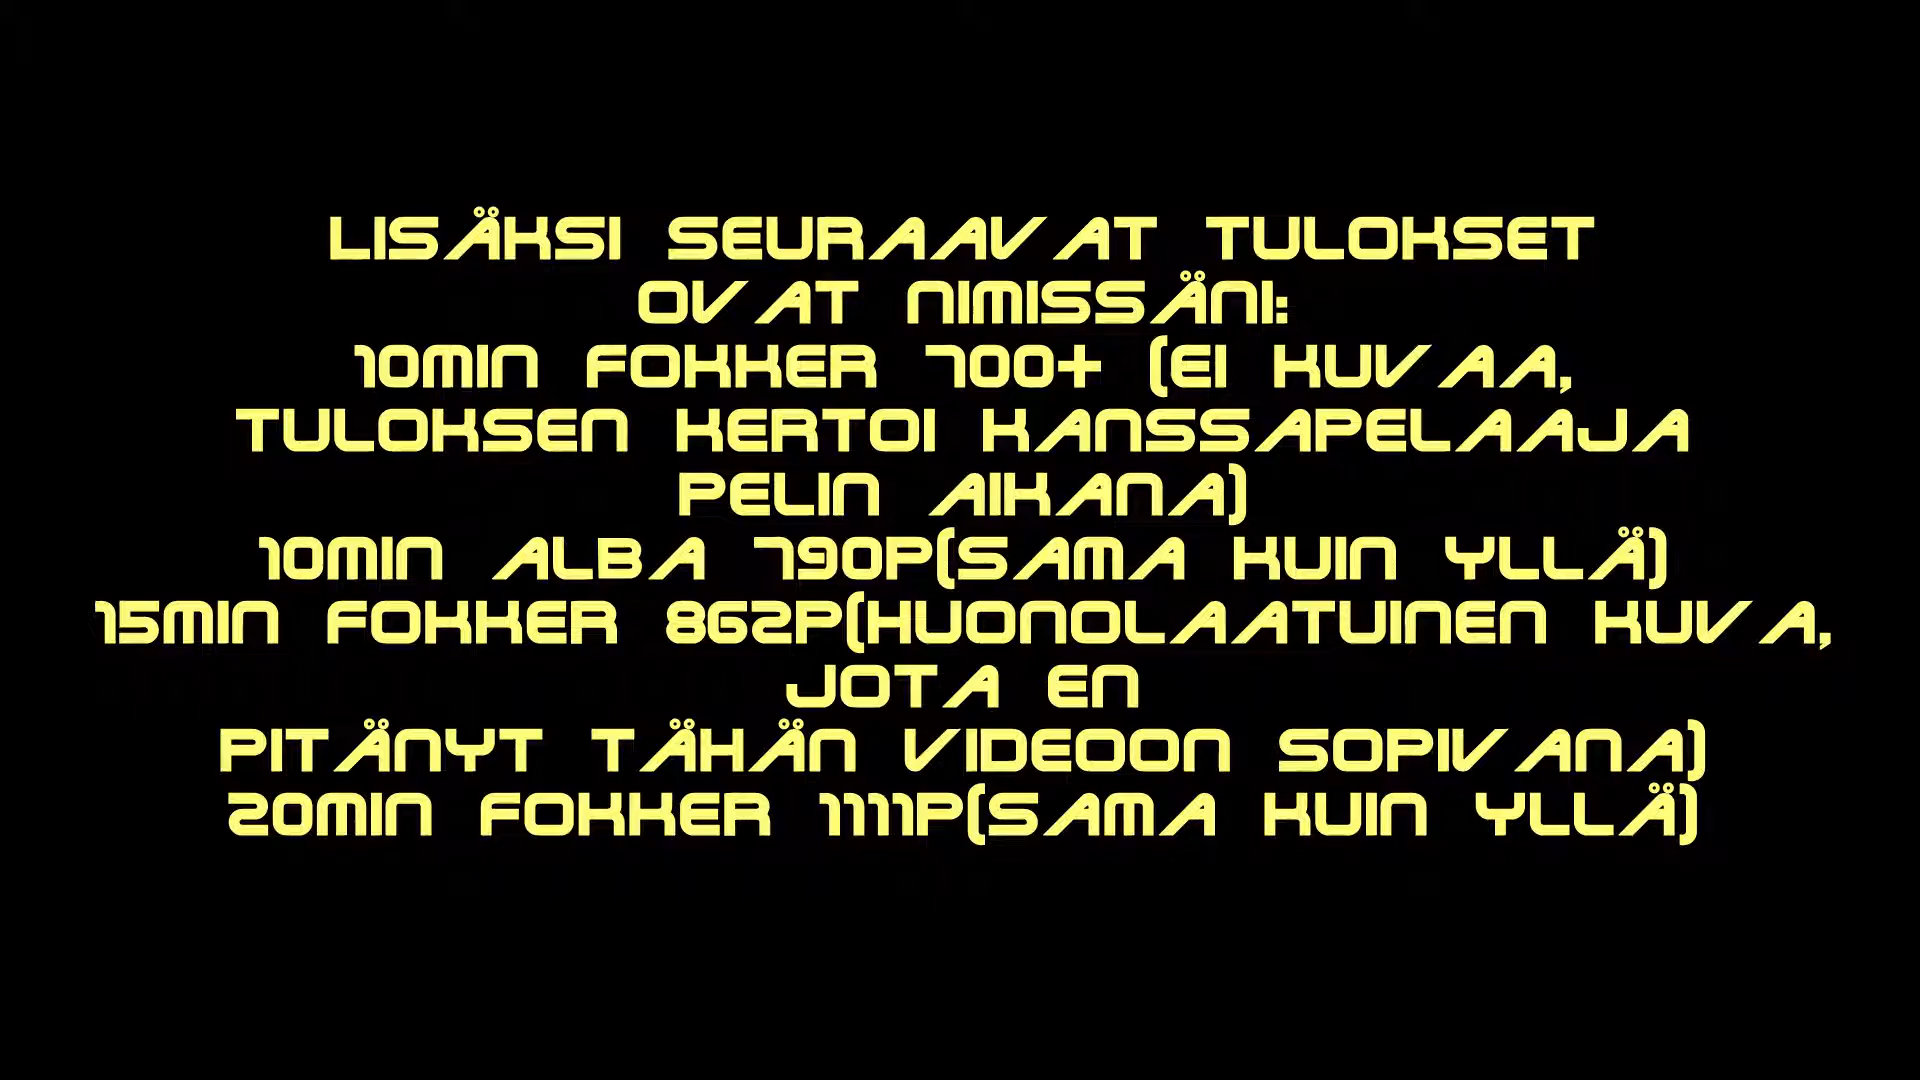 LISÄKSI SEURAAVAT TULOKSET
OVAT NIMISSÄNI:
10MIN FOKKER 700+ (EI KUVAA,
TULOKSEN KERTOI KANSSAPELAAJA
PELIN AIKANA)
10MIN ALBA 790P(SAMA KUIN YLLÄ)
15MIN FOKKER 862P(HUONOLAATUINEN KUVA,
JOTA EN
PITÄNYT TÄHÄN VIDEOON SOPIVANA)
20MIN FOKKER 1111P(SAMA KUIN YLLÄ)